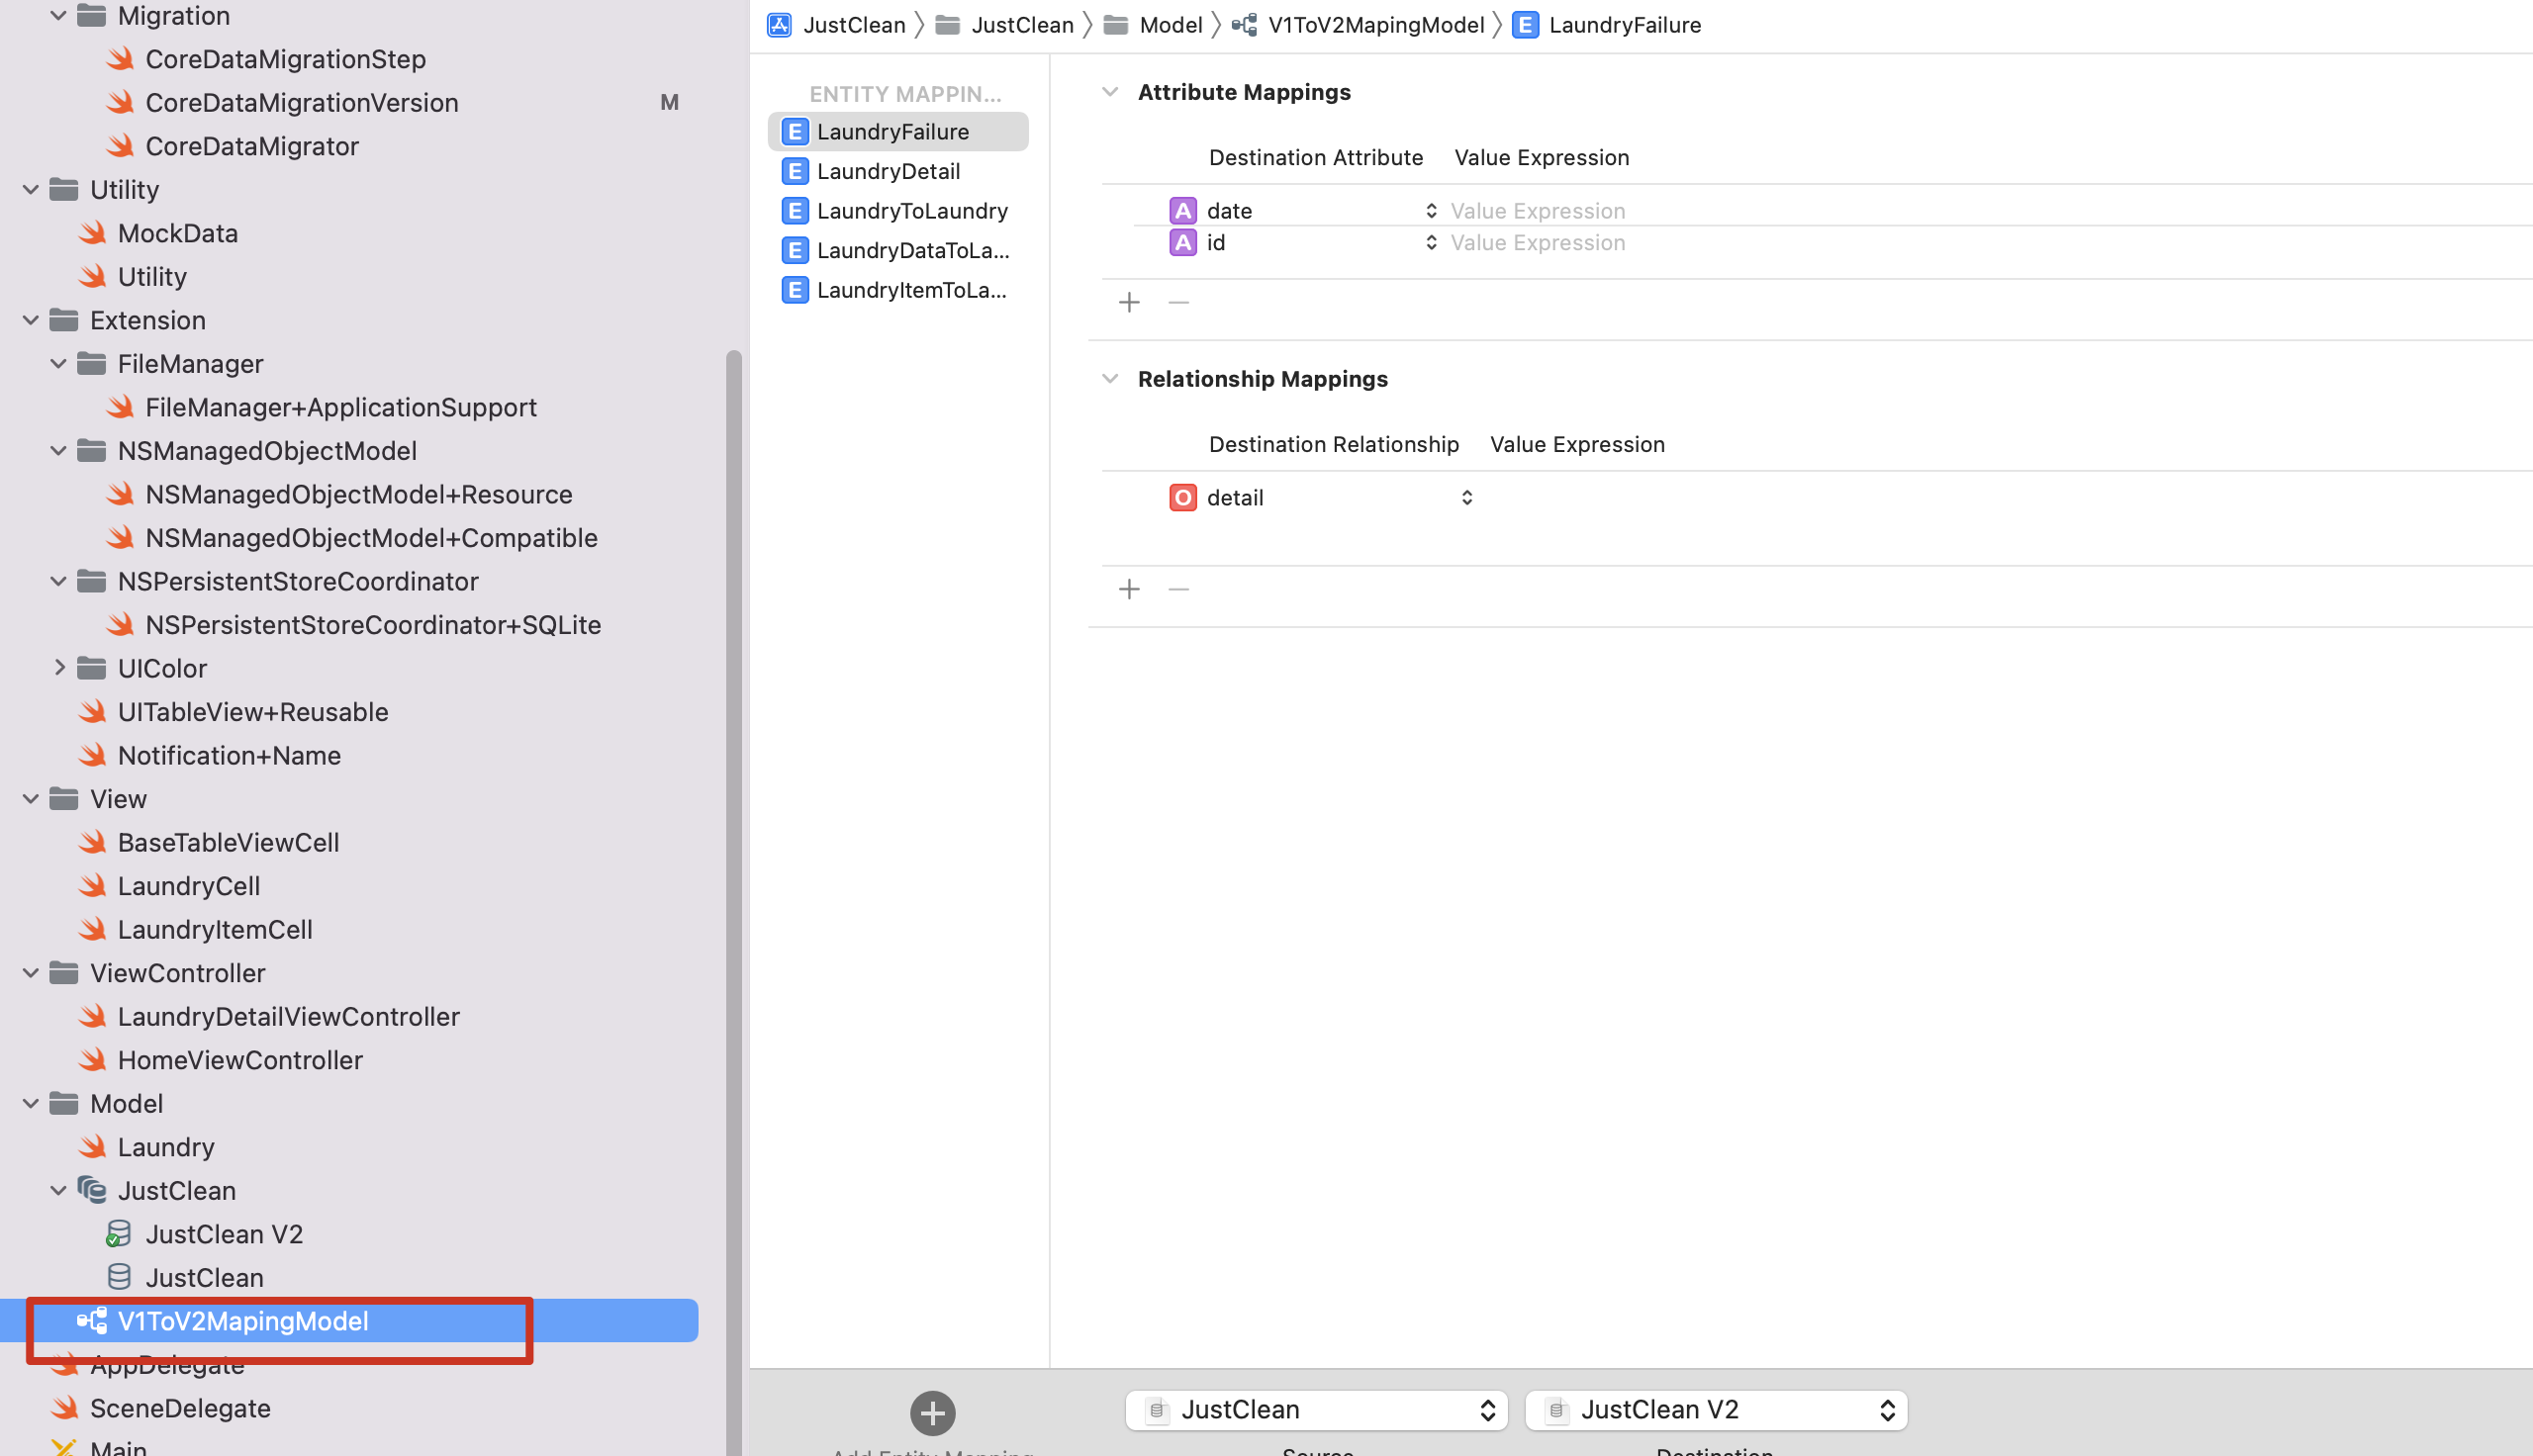 Migration
CoreDataMigrationStep
CoreDataMigrationVersion M
CoreDataMigrator
Utility
MockData
Utility
Extension
FileManager
FileManager+ApplicationSupport
NSManagedObjectModel
NSManagedObjectModel+Resource
NSManagedObjectModel+Compatible
NSPersistentStoreCoordinator
NSPersistentStoreCoordinator+SQLite
UIColor
UITableView+Reusable
Notification+Name
View
BaseTableViewCell
LaundryCell
LaundryItemCell
ViewController
LaundryDetailViewController
HomeViewController
Model
Laundry
JustClean
JustClean V2
JustClean
V1ToV2MapingModel
AppDelegate
SceneDelegate
Main
JustClean JustClean Model V1ToV2MapingModel E LaundryFailure
ENTITY MAPPIN...
E LaundryFailure
E LaundryDetail
E LaundryToLaundry
E LaundryDataToLa...
E LaundryItemToLa...
Attribute Mappings
Destination Attribute Value Expression
A date Value Expression
A id Value Expression
Relationship Mappings
Destination Relationship Value Expression
O detail
JustClean JustClean V2
Add Entity Mapping Source Destination